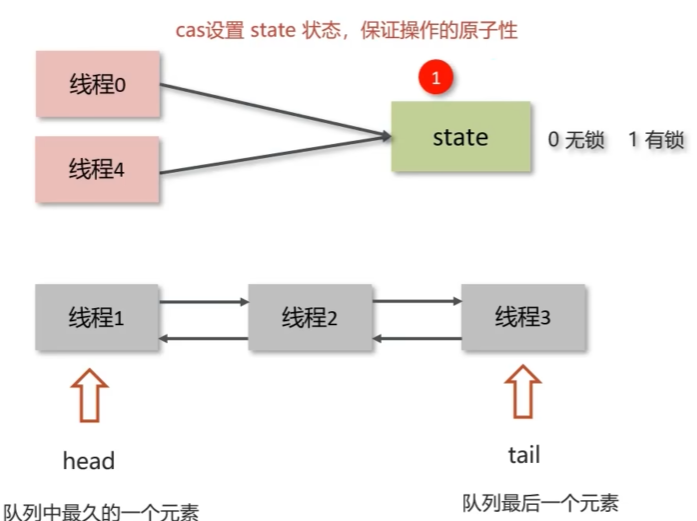 cas设置 state 状态，保证操作的原子性
线程0
1
state
0 无锁 1 有锁
线程4
线程1
线程2
线程3
head
tail
队列中最久的一个元素
队列最后一个元素